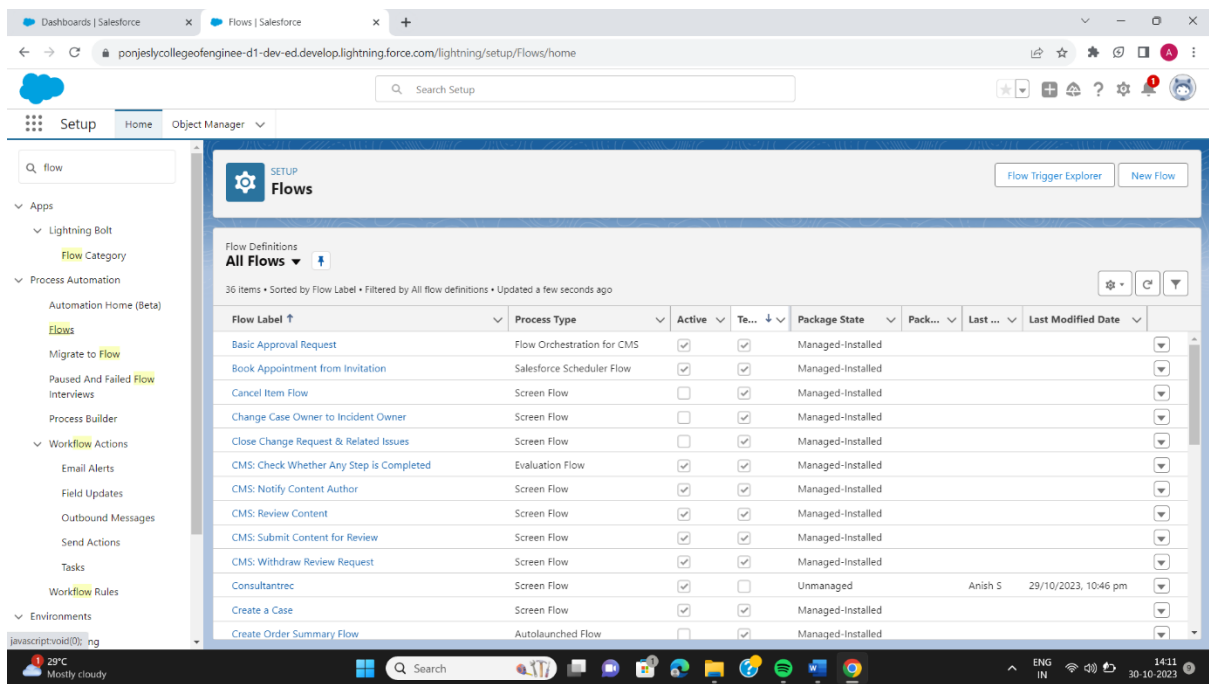 Dashboards | Salesforce
Flows | Salesforce
ponjeslycollegeofenginee-d1-dev-ed.develop.lightning.force.com/lightning/setup/Flows/home
A
Search Setup
1
Setup Home Object Manager
flow
Apps
Lightning Bolt
Flow Category
Process Automation
Automation Home (Beta)
Flows
Migrate to Flow
Paused And Failed Flow
Interviews
Process Builder
Workflow Actions
Email Alerts
Field Updates
Outbound Messages
Send Actions
Tasks
Workflow Rules
Environments
javascript:void(0); ng
SETUP
Flows
Flow Trigger Explorer New Flow
Flow Definitions
All Flows
36 items • Sorted by Flow Label • Filtered by All flow definitions • Updated a few seconds ago
Flow Label ↑ Process Type Active Te... ↓ Package State Pack... Last ... Last Modified Date
Basic Approval Request Flow Orchestration for CMS Managed-Installed
Book Appointment from Invitation Salesforce Scheduler Flow Managed-Installed
Cancel Item Flow Screen Flow Managed-Installed
Change Case Owner to Incident Owner Screen Flow Managed-Installed
Close Change Request & Related Issues Screen Flow Managed-Installed
CMS: Check Whether Any Step is Completed Evaluation Flow Managed-Installed
CMS: Notify Content Author Screen Flow Managed-Installed
CMS: Review Content Screen Flow Managed-Installed
CMS: Submit Content for Review Screen Flow Managed-Installed
CMS: Withdraw Review Request Screen Flow Managed-Installed
Consultantrec Screen Flow Unmanaged Anish S 29/10/2023, 10:46 pm
Create a Case Screen Flow Managed-Installed
Create Order Summary Flow Autolaunched Flow Managed-Installed
1
29°C
Mostly cloudy
Search
ENG
IN
14:11
30-10-2023
9